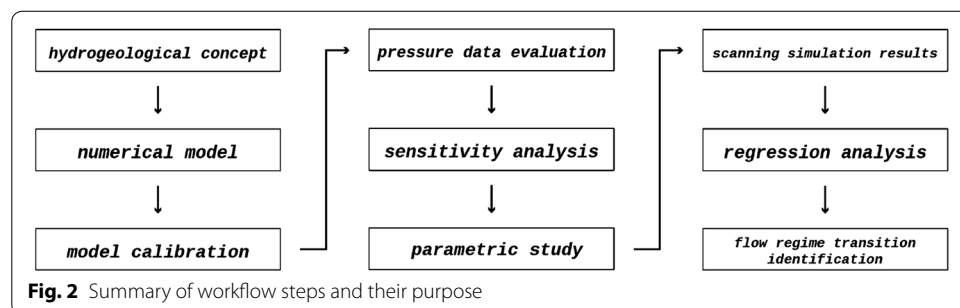 hydrogeological concept
numerical model
model calibration
pressure data evaluation
sensitivity analysis
parametric study
scanning simulation results
regression analysis
flow regime transition
identification
Fig. 2 Summary of workflow steps and their purpose